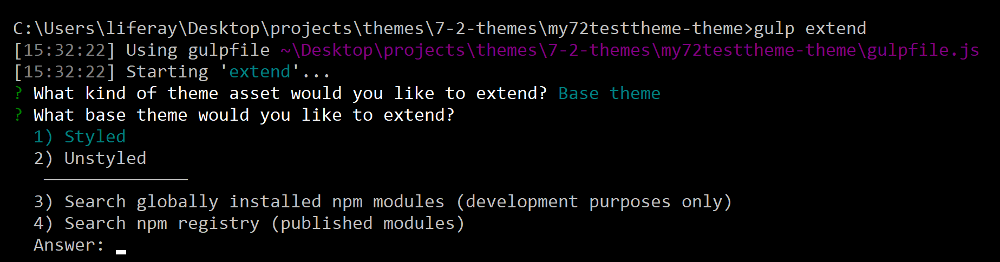 C:\Users\liferay\Desktop\projects\themes\7-2-themes\my72testtheme-theme>gulp extend
[15:32:22] Using gulpfile ~\Desktop\projects\themes\7-2-themes\my72testtheme-theme\gulpfile.js
[15:32:22] Starting 'extend'...
? What kind of theme asset would you like to extend? Base theme
? What base theme would you like to extend?
1) Styled
2) Unstyled
──────────────
3) Search globally installed npm modules (development purposes only)
4) Search npm registry (published modules)
Answer: _